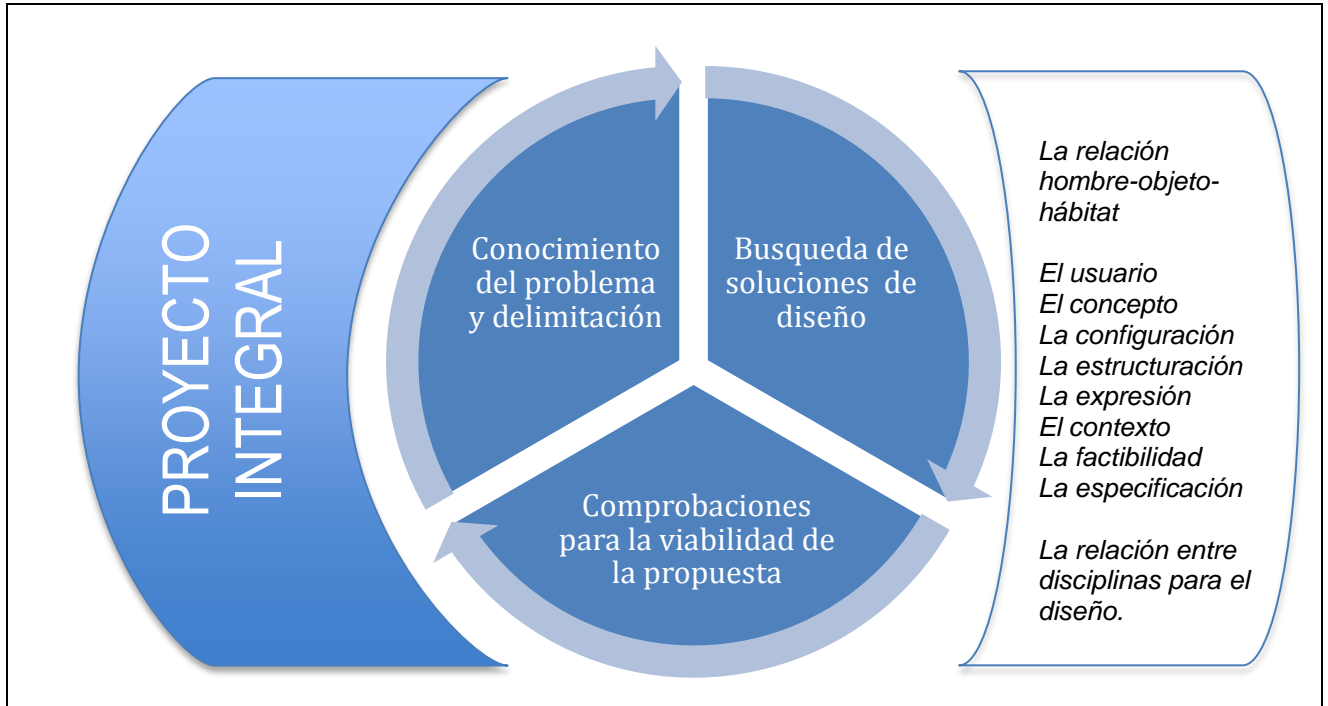 PROYECTO
INTEGRAL
Conocimiento
del problema
y delimitación
Busqueda de
soluciones de
diseño
Comprobaciones
para la viabilidad de
la propuesta
La relación
hombre-objeto-
hábitat
El usuario
El concepto
La configuración
La estructuración
La expresión
El contexto
La factibilidad
La especificación
La relación entre
disciplinas para el
diseño.